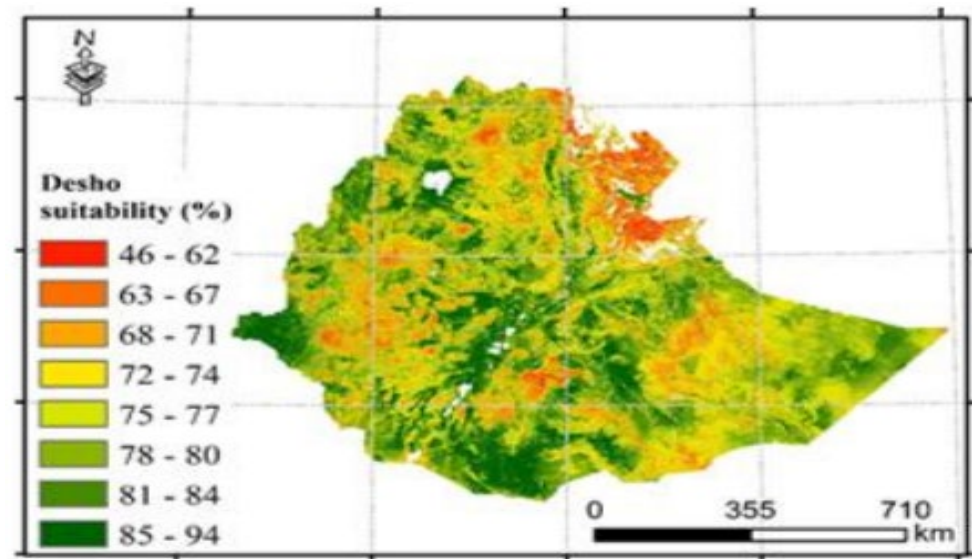 N
Desho
suitability (%)
46 - 62
63 - 67
68 - 71
72 - 74
75 - 77
78 - 80
81 - 84
85 - 94
0 355 710
km